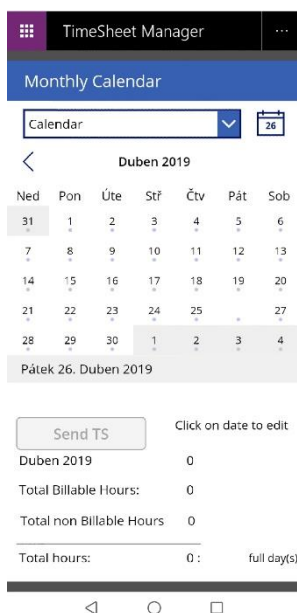 TimeSheet Manager ...
Monthly Calendar
Calendar 26
Duben 2019
Ned Pon Úte Stř Čtv Pát Sob
31 1 2 3 4 5 6
7 8 9 10 11 12 13
14 15 16 17 18 19 20
21 22 23 24 25 27
28 29 30 1 2 3 4
Pátek 26. Duben 2019
Send TS Click on date to edit
Duben 2019 0
Total Billable Hours: 0
Total non Billable Hours 0
Total hours: 0 : full day(s)